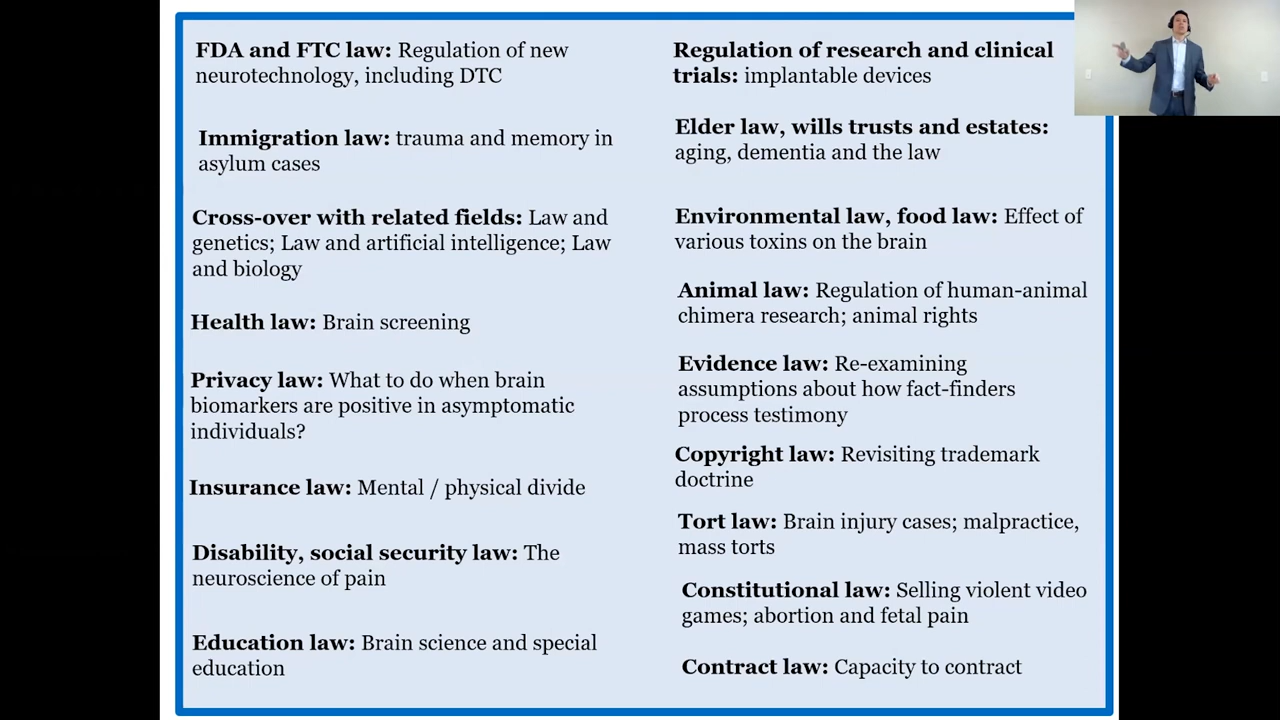 FDA and FTC law: Regulation of new
neurotechnology, including DTC
Immigration law: trauma and memory in
asylum cases
Cross-over with related fields: Law and
genetics; Law and artificial intelligence; Law
and biology
Health law: Brain screening
Privacy law: What to do when brain
biomarkers are positive in asymptomatic
individuals?
Insurance law: Mental / physical divide
Disability, social security law: The
neuroscience of pain
Education law: Brain science and special
education
Regulation of research and clinical
trials: implantable devices
Elder law, wills trusts and estates:
aging, dementia and the law
Environmental law, food law: Effect of
various toxins on the brain
Animal law: Regulation of human-animal
chimera research; animal rights
Evidence law: Re-examining
assumptions about how fact-finders
process testimony
Copyright law: Revisiting trademark
doctrine
Tort law: Brain injury cases; malpractice,
mass torts
Constitutional law: Selling violent video
games; abortion and fetal pain
Contract law: Capacity to contract